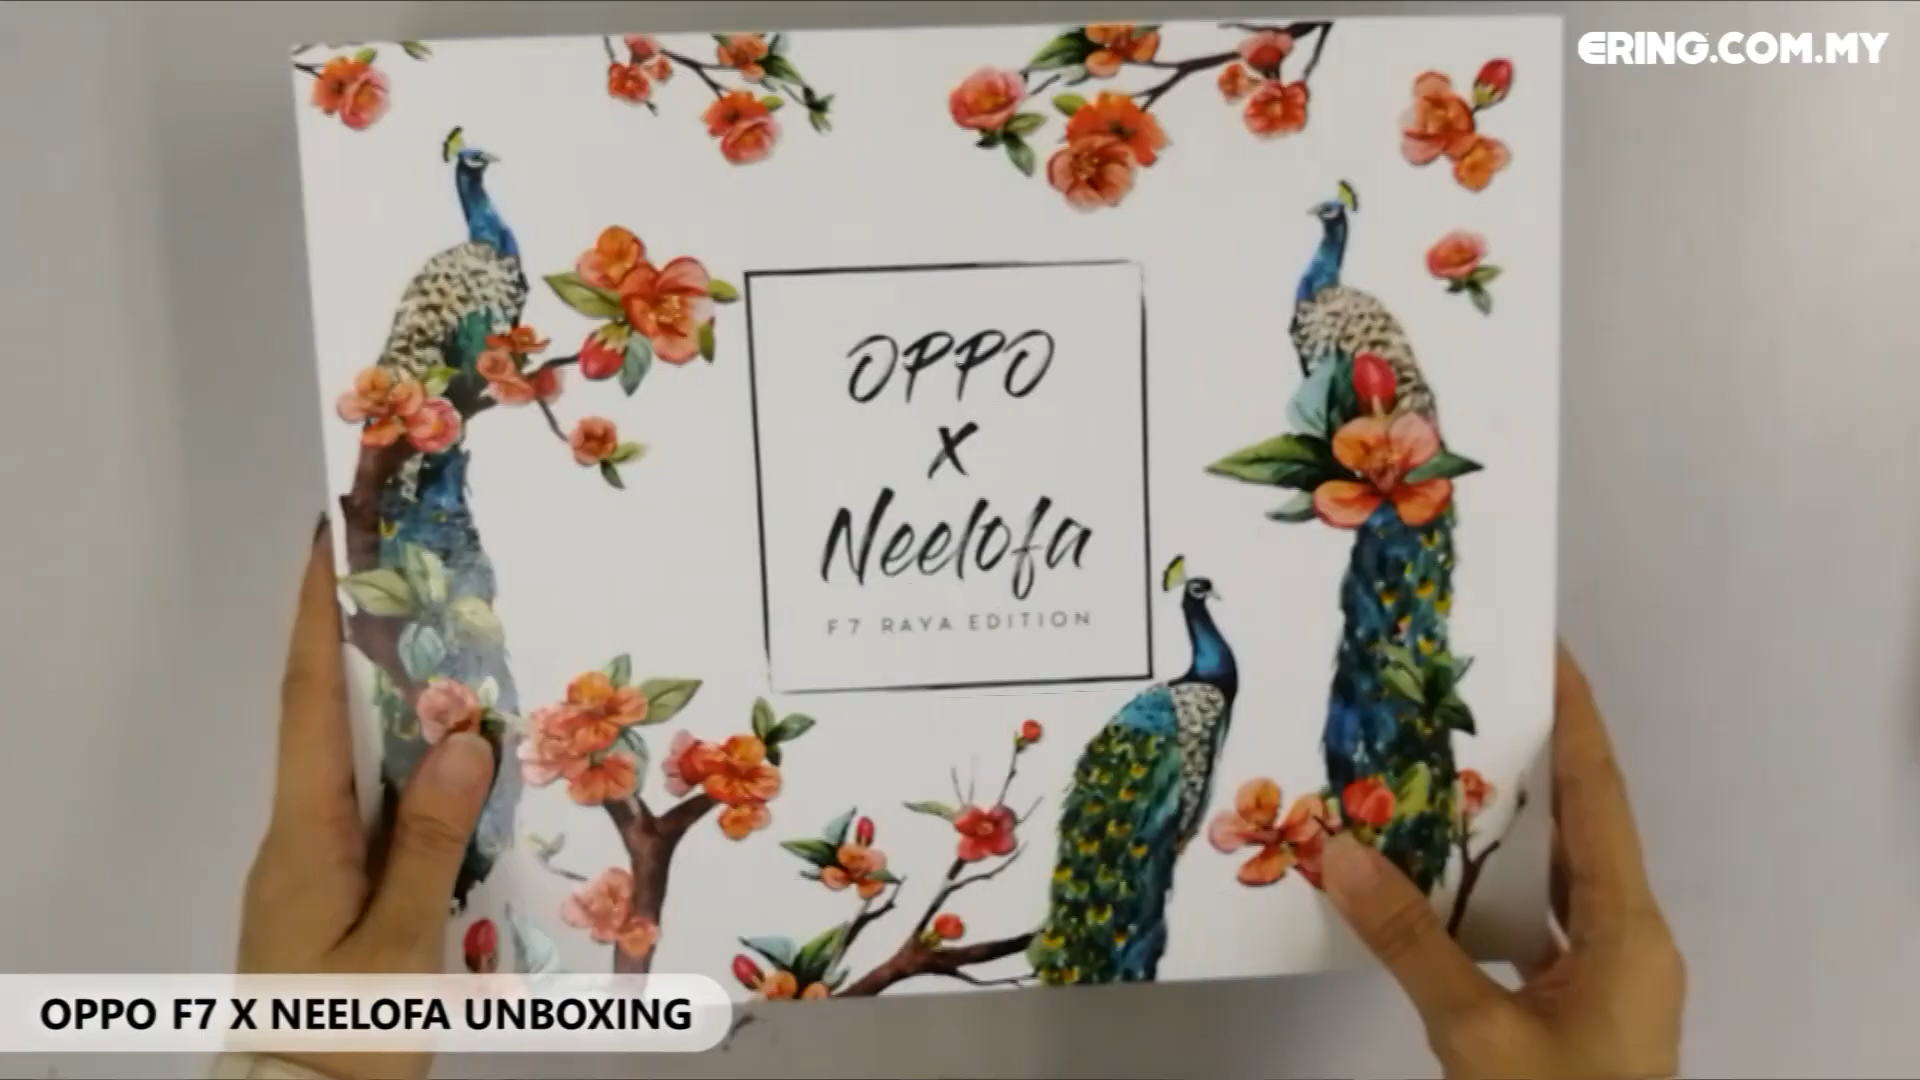 ERING.COM.MY
OPPO
X
Neelofa
F7 RAYA EDITION
OPPO F7 X NEELOFA UNBOXING